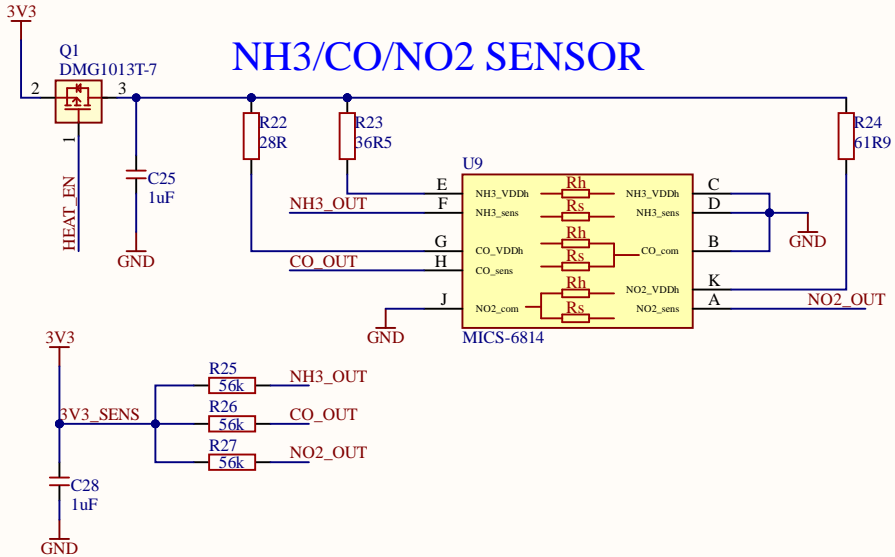 3V3
Q1
DMG1013T-7
NH3/CO/NO2 SENSOR
2
3
1
HEAT_EN
C25
1uF
GND
R22
28R
R23
36R5
R24
61R9
U9
E
NH3_VDDh
Rh
NH3_VDDh
C
NH3_OUT
F
NH3_sens
Rs
NH3_sens
D
GND
G
CO_VDDh
Rh
CO_com
B
CO_OUT
H
CO_sens
Rs
Rh
NO2_VDDh
K
J
NO2_com
Rs
NO2_sens
A
NO2_OUT
GND
MICS-6814
3V3
3V3_SENS
R25
56k
NH3_OUT
R26
56k
CO_OUT
R27
56k
NO2_OUT
C28
1uF
GND